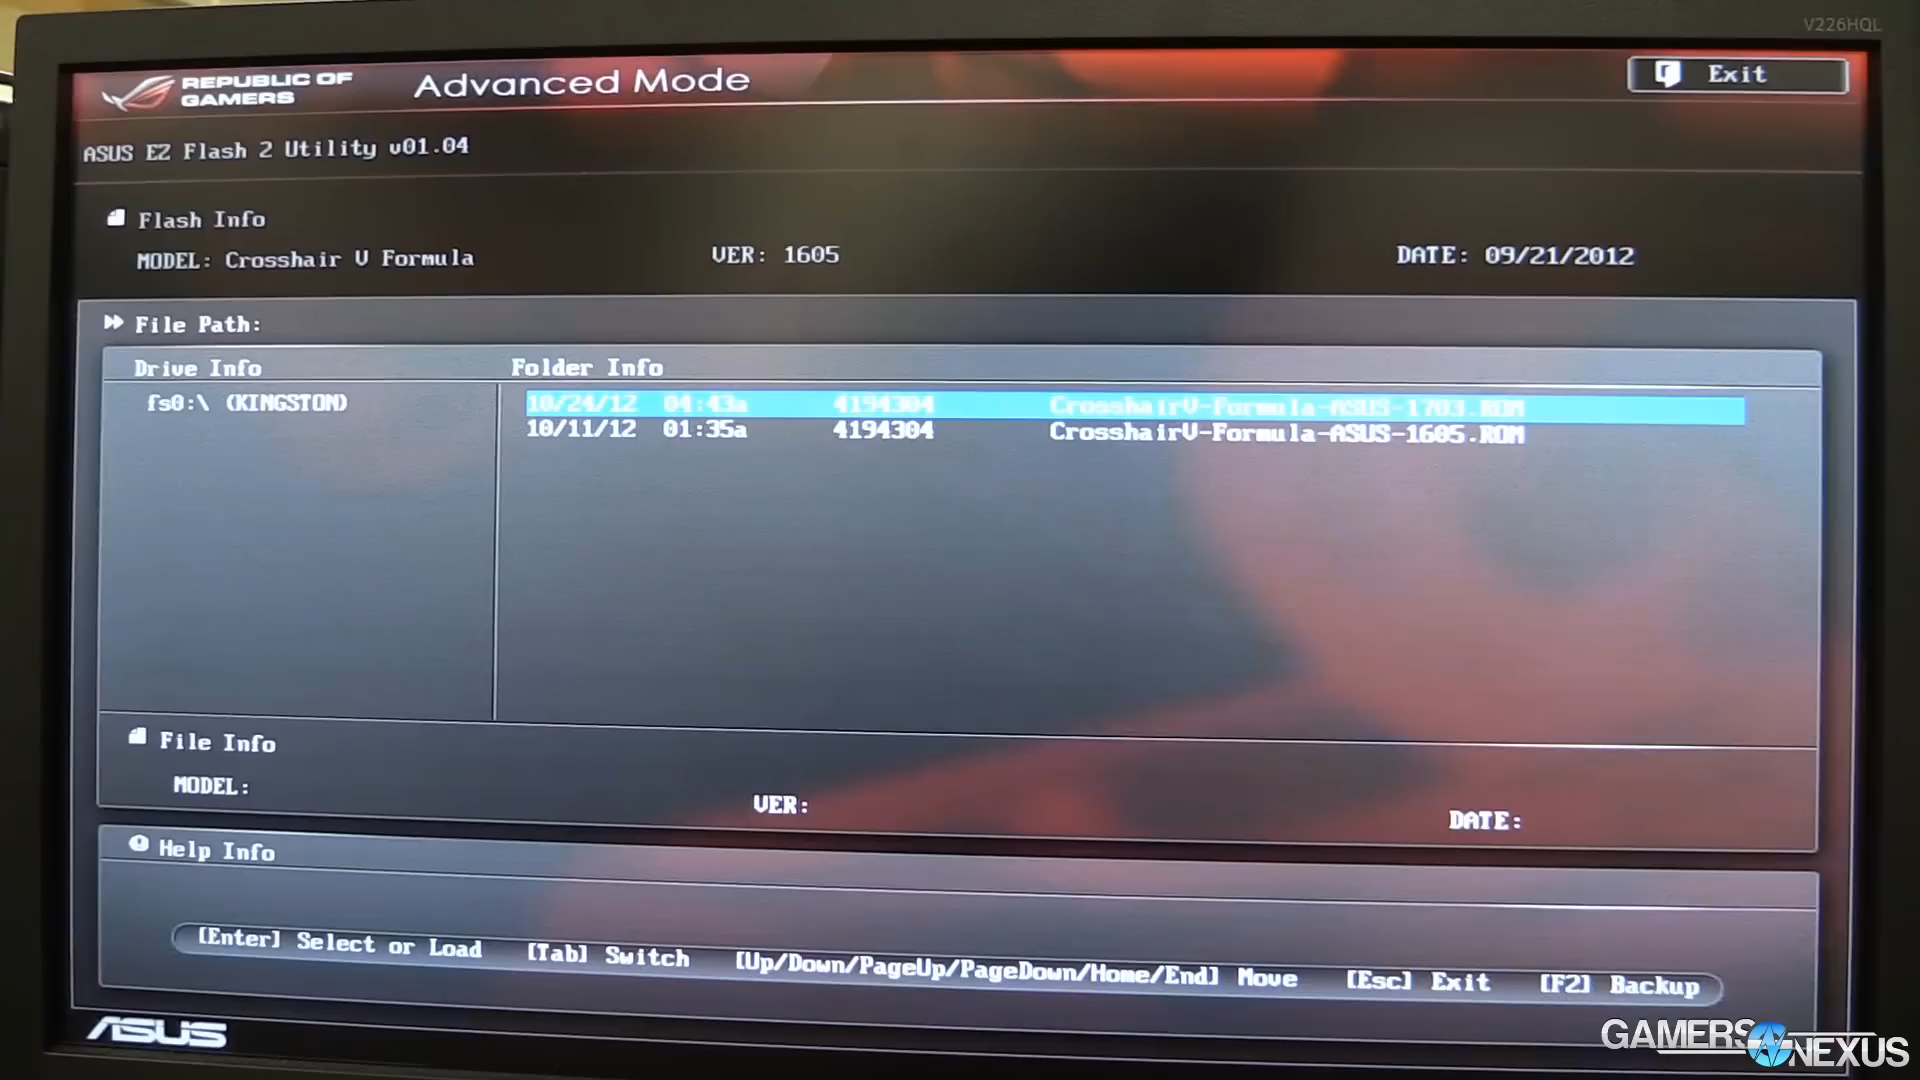 V226HQL
REPUBLIC OF
GAMERS
Advanced Mode
Exit
ASUS EZ Flash 2 Utility v01.04
Flash Info
MODEL: Crosshair V Formula VER: 1605 DATE: 09/21/2012
File Path:
Drive Info Folder Info
fs0:\ (KINGSTON) 10/24/12 04:43a 4194304 CrosshairV-Formula-ASUS-1703.ROM
10/11/12 01:35a 4194304 CrosshairV-Formula-ASUS-1605.ROM
File Info
MODEL: VER: DATE:
Help Info
[Enter] Select or Load [Tab] Switch [Up/Down/PageUp/PageDown/Home/End] Move [Esc] Exit [F2] Backup
ASUS
GAMERS
NEXUS